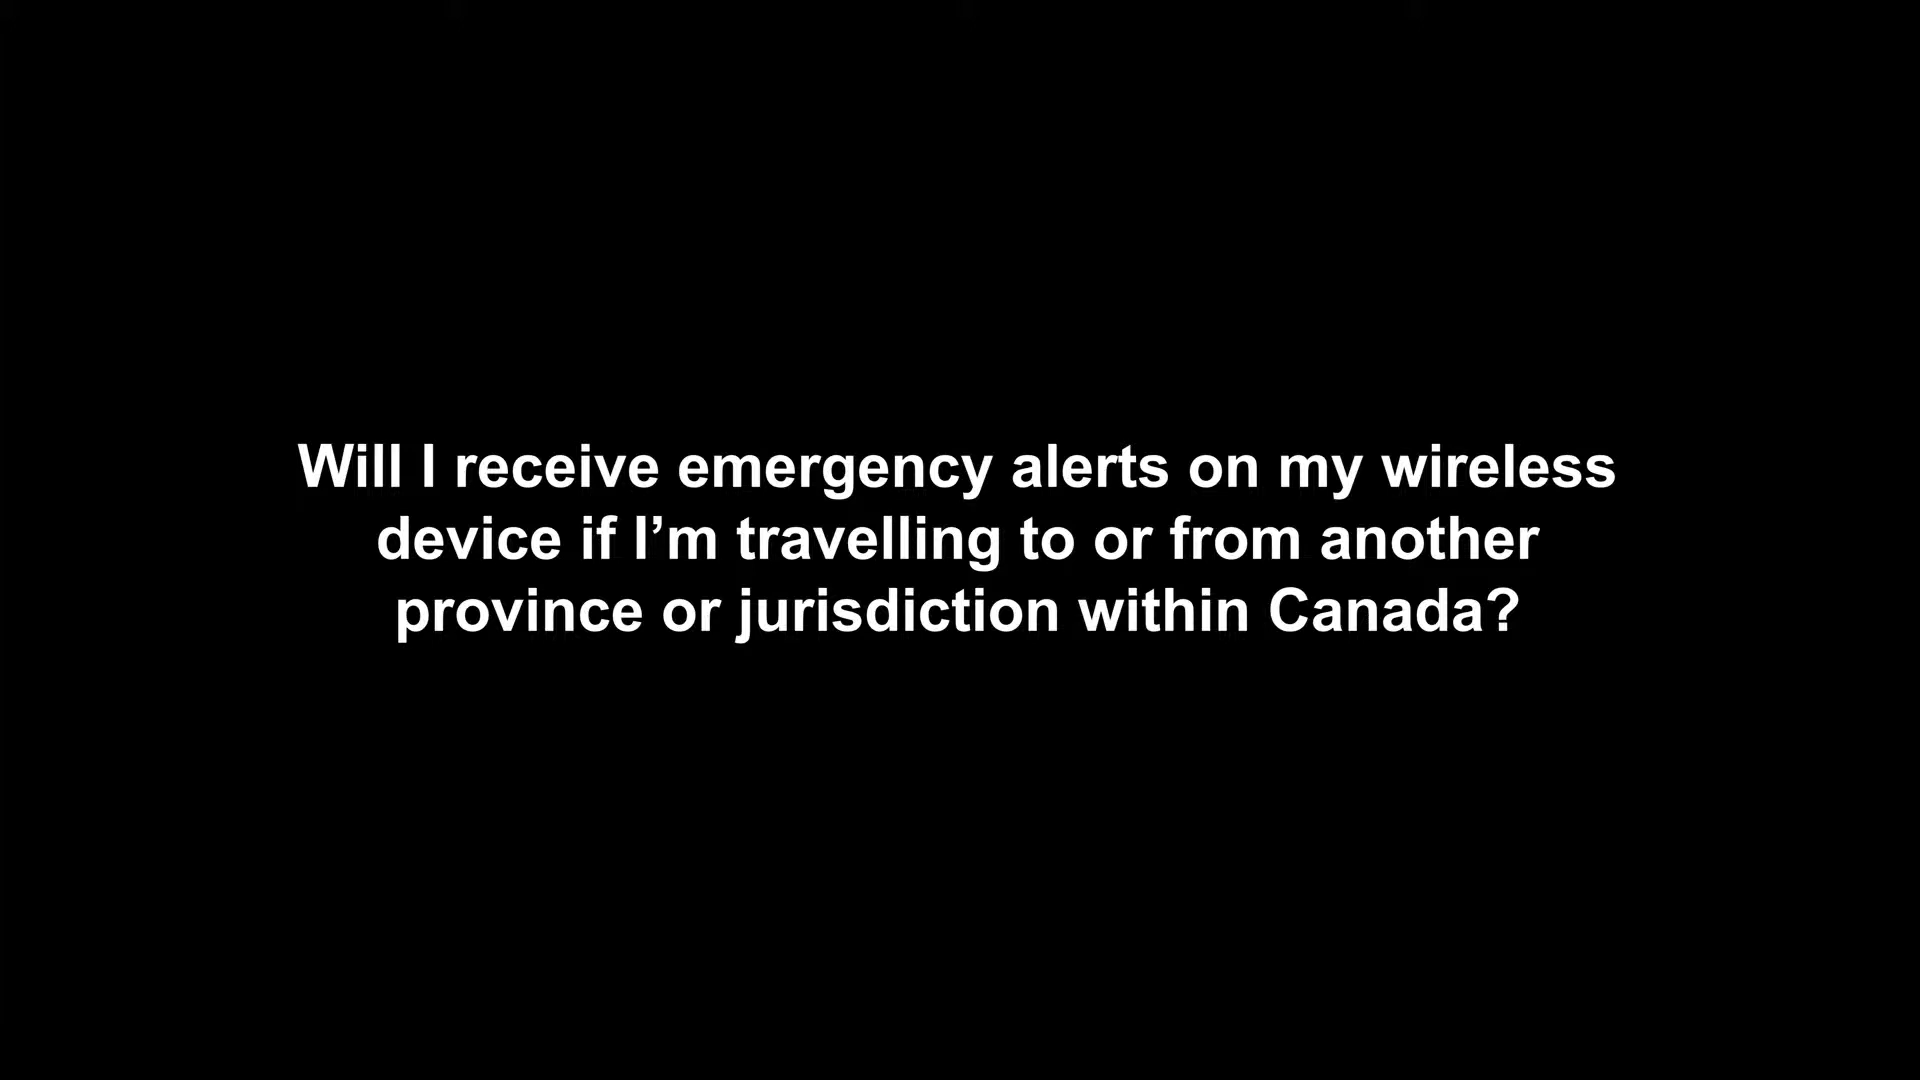 Will I receive emergency alerts on my wireless
device if I’m travelling to or from another
province or jurisdiction within Canada?